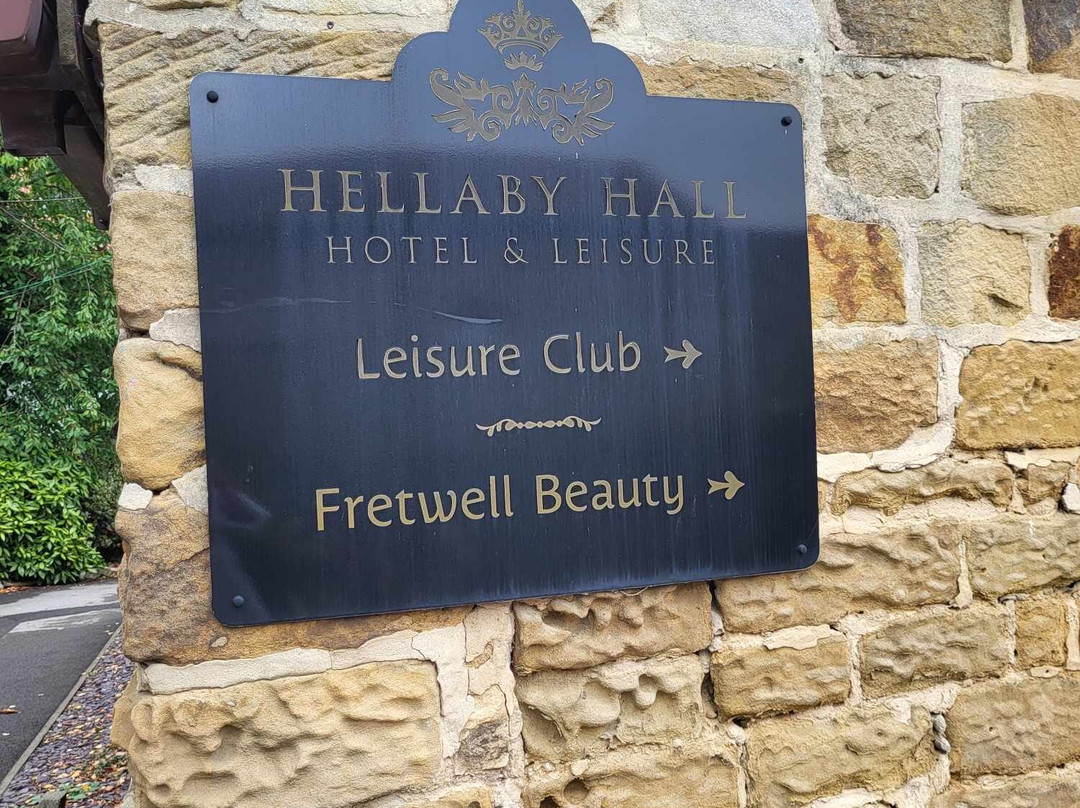 HELLABY HALL
HOTEL & LEISURE
Leisure Club
Fretwell Beauty